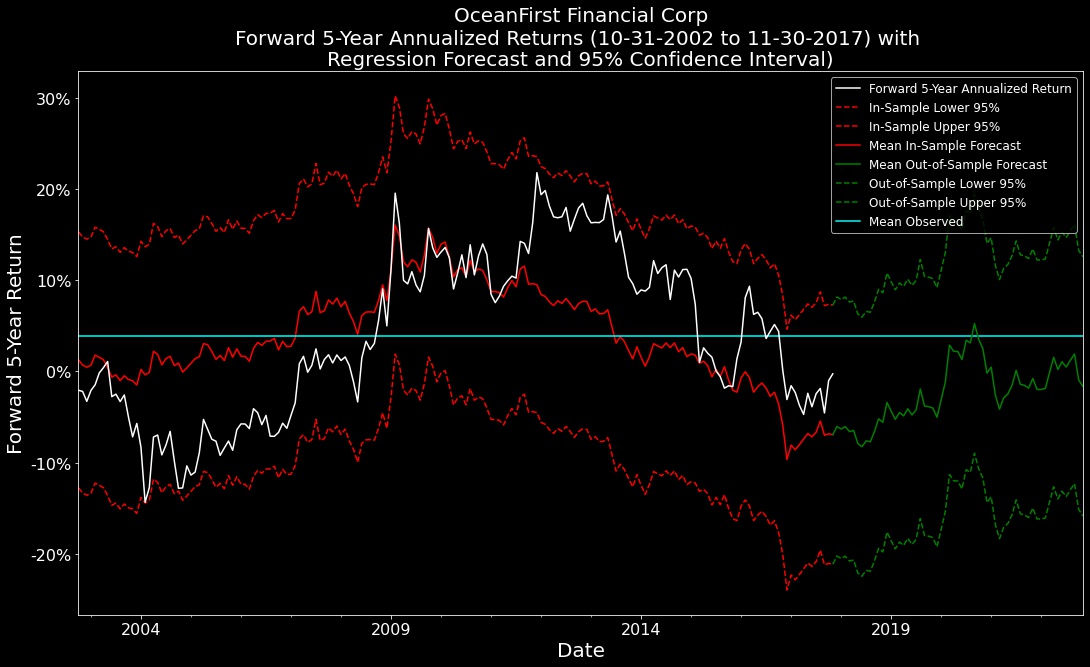 OceanFirst Financial Corp
Forward 5-Year Annualized Returns (10-31-2002 to 11-30-2017) with
Regression Forecast and 95% Confidence Interval)
Forward 5-Year Annualized Return
In-Sample Lower 95%
In-Sample Upper 95%
Mean In-Sample Forecast
Mean Out-of-Sample Forecast
Out-of-Sample Lower 95%
Out-of-Sample Upper 95%
Mean Observed
Forward 5-Year Return
30%
20%
10%
0%
-10%
-20%
2004
2009
2014
2019
Date